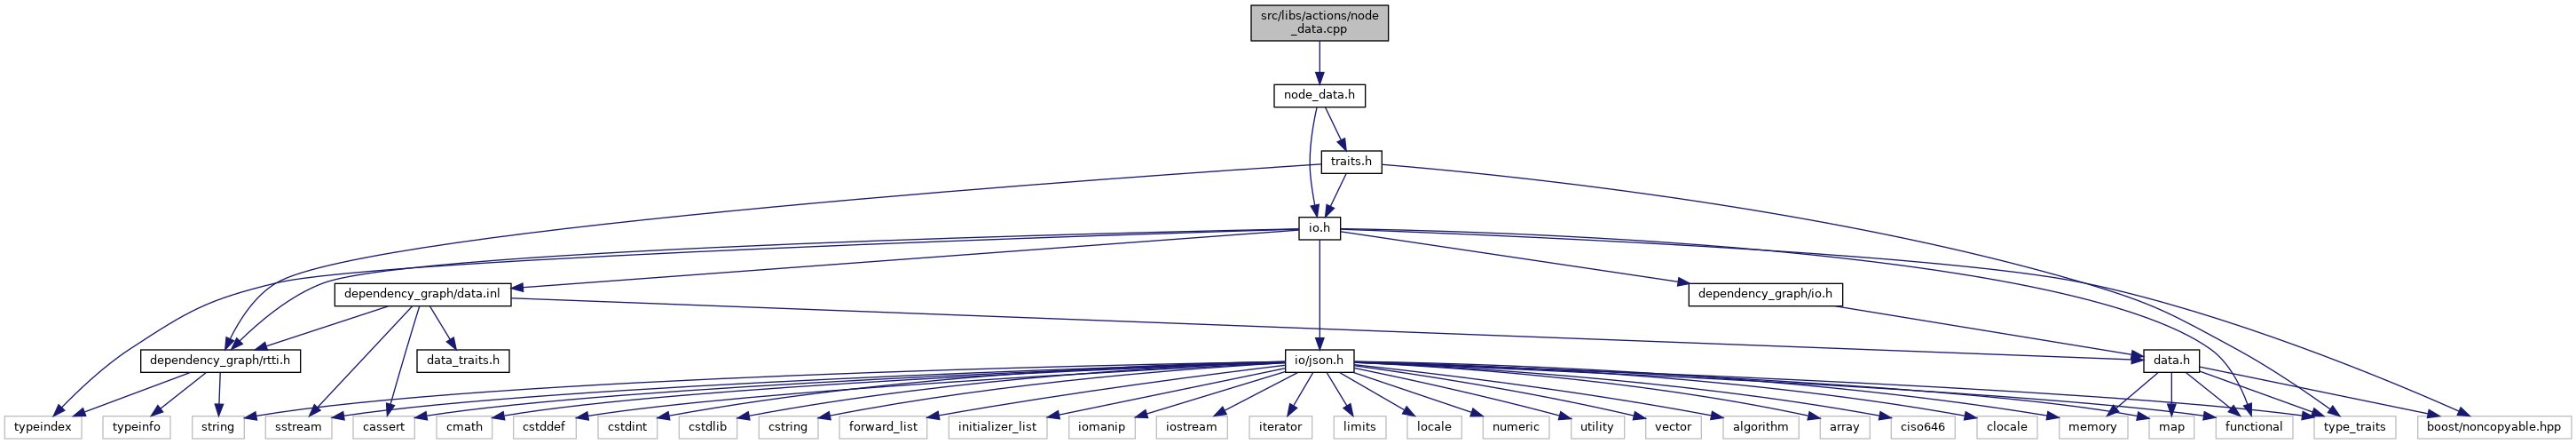 src/libs/actions/node
_data.cpp
node_data.h
traits.h
io.h
dependency_graph/data.inl
dependency_graph/io.h
dependency_graph/rtti.h
data_traits.h
io/json.h
data.h
typeindex
typeinfo
string
sstream
cassert
cmath
cstddef
cstdint
cstdlib
cstring
forward_list
initializer_list
iomanip
iostream
iterator
limits
locale
numeric
utility
vector
algorithm
array
ciso646
clocale
memory
map
functional
type_traits
boost/noncopyable.hpp